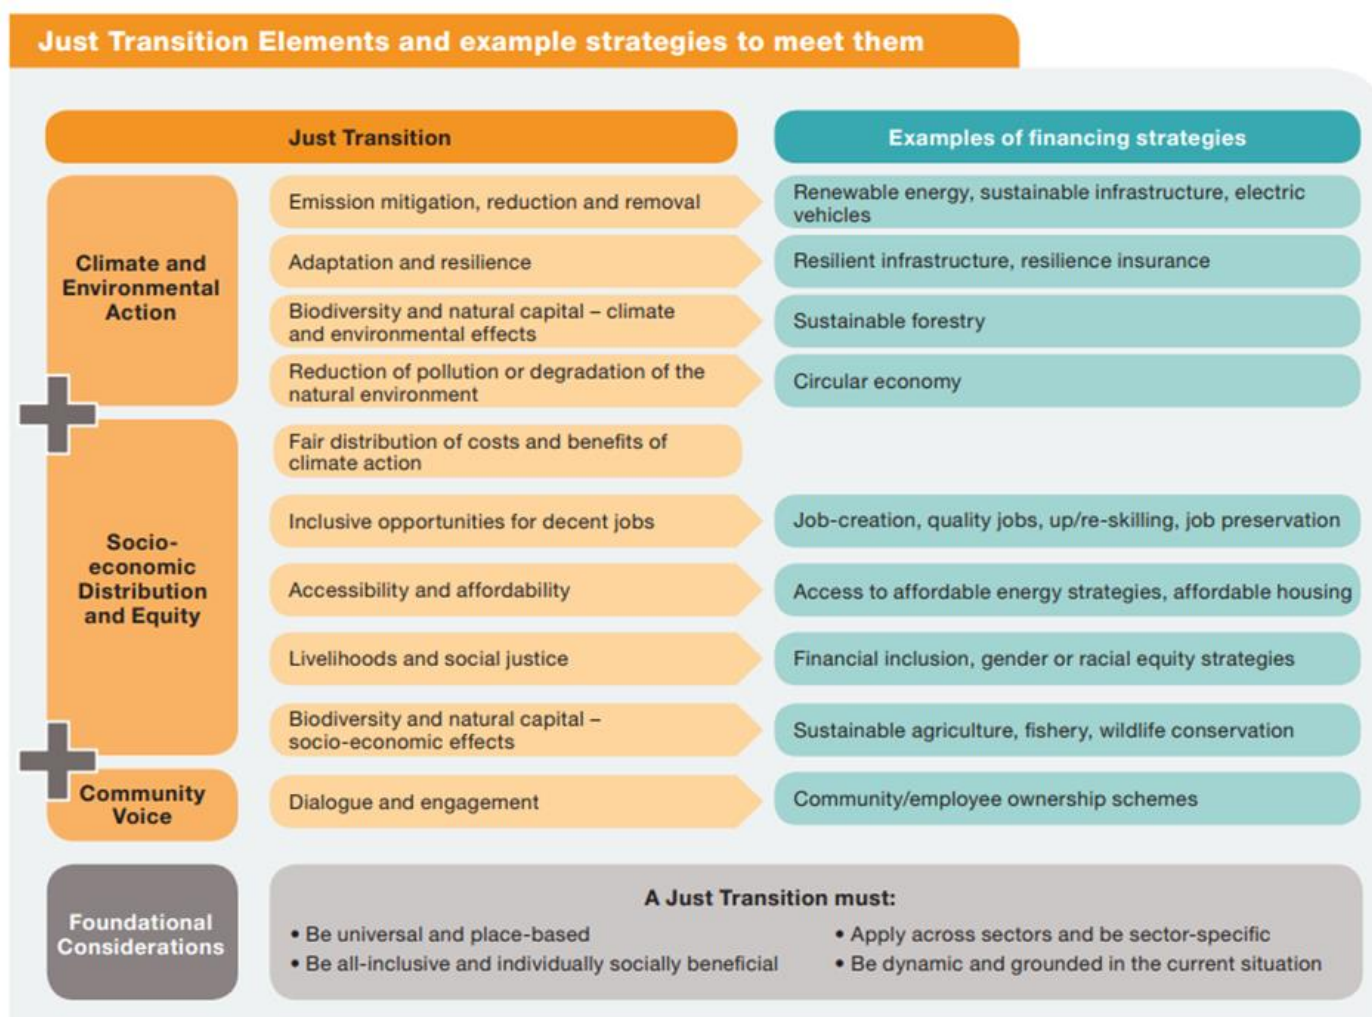 Just Transition Elements and example strategies to meet them
Just Transition
Examples of financing strategies
Climate and
Environmental
Action
Emission mitigation, reduction and removal
Renewable energy, sustainable infrastructure, electric
vehicles
Adaptation and resilience
Resilient infrastructure, resilience insurance
Biodiversity and natural capital – climate
and environmental effects
Sustainable forestry
Reduction of pollution or degradation of the
natural environment
Circular economy
Socio-
economic
Distribution
and Equity
Fair distribution of costs and benefits of
climate action
Inclusive opportunities for decent jobs
Job-creation, quality jobs, up/re-skilling, job preservation
Accessibility and affordability
Access to affordable energy strategies, affordable housing
Livelihoods and social justice
Financial inclusion, gender or racial equity strategies
Biodiversity and natural capital –
socio-economic effects
Sustainable agriculture, fishery, wildlife conservation
Community
Voice
Dialogue and engagement
Community/employee ownership schemes
Foundational
Considerations
A Just Transition must:
• Be universal and place-based
• Be all-inclusive and individually socially beneficial
• Apply across sectors and be sector-specific
• Be dynamic and grounded in the current situation